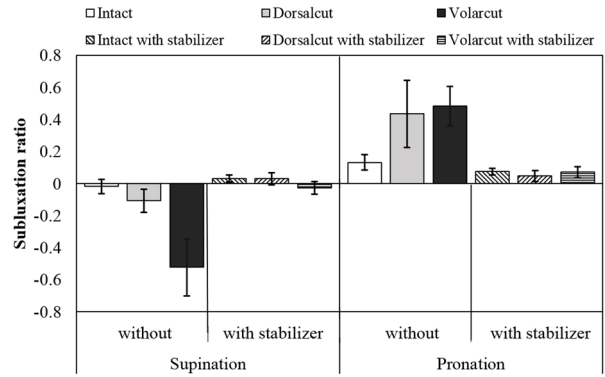 Intact Dorsalcut Volarcut
Intact with stabilizer Dorsalcut with stabilizer Volarcut with stabilizer
Subluxation ratio
0.8
0.6
0.4
0.2
0
-0.2
-0.4
-0.6
-0.8
without with stabilizer without with stabilizer
Supination Pronation